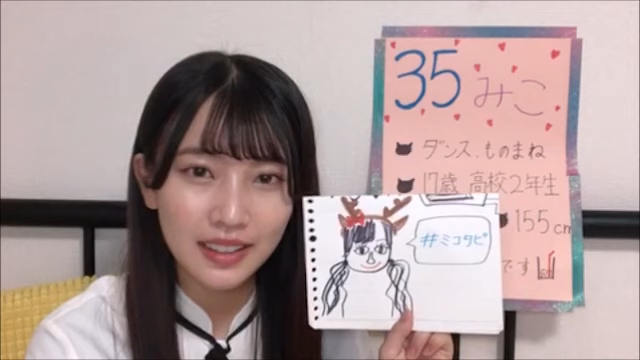 35 みこ
ダンス、ものまね
17歳 高校2年生
155cm
です
#ミコタピ